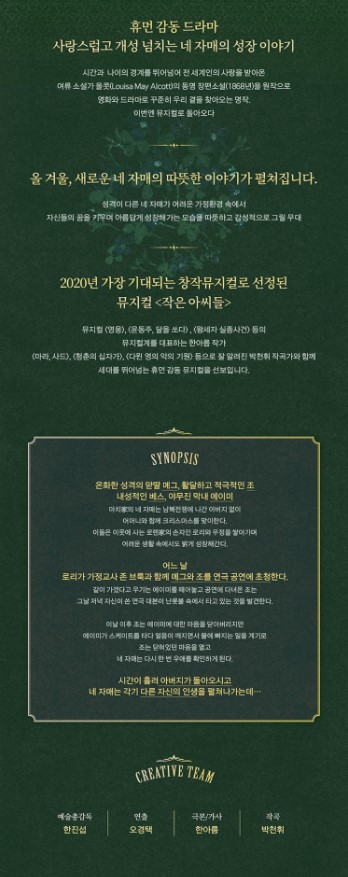 휴먼 감동 드라마
사랑스럽고 개성 넘치는 네 자매의 성장 이야기
시간과 나이의 경계를 뛰어넘어 전 세계인의 사랑을 받아온
여류 소설가 올콧(Louisa May Alcott)의 동명 장편소설(1868년)을 원작으로
영화와 드라마로 꾸준히 우리 곁을 찾아오는 명작.
이번엔 뮤지컬로 돌아오다
올 겨울, 새로운 네 자매의 따뜻한 이야기가 펼쳐집니다.
성격이 다른 네 자매가 어려운 가정환경 속에서
자신들의 꿈을 키우며 아름답게 성장해가는 모습을 따뜻하고 감성적으로 그릴 무대
2020년 가장 기대되는 창작뮤지컬로 선정된
뮤지컬 <작은 아씨들>
뮤지컬 <영웅>, <윤동주, 달을 쏘다>, <왕세자 실종사건> 등의
뮤지컬계를 대표하는 한아름 작가
<마라, 사드>, <청춘의 십자가>, <다윈 영의 악의 기원> 등으로 잘 알려진 박천휘 작곡가와 함께
세대를 뛰어넘는 휴먼 감동 뮤지컬을 선보입니다.
SYNOPSIS
온화한 성격의 맏딸 메그, 활달하고 적극적인 조
내성적인 베스, 야무진 막내 에이미
마치家의 네 자매는 남북전쟁에 나간 아버지 없이
어머니와 함께 크리스마스를 맞이한다.
이들은 이웃에 사는 로렌家의 손자인 로리와 우정을 쌓아가며
어려운 생활 속에서도 밝게 성장해간다.
어느 날
로리가 가정교사 존 브룩과 함께 메그와 조를 연극 공연에 초청한다.
같이 가겠다고 우기는 에이미를 떼어놓고 공연에 다녀온 조는
그날 저녁 자신이 쓴 연극 대본이 난롯불 속에서 타고 있는 것을 발견한다.
이날 이후 조는 에이미에 대한 마음을 닫아버리지만
에이미가 스케이트를 타다 얼음이 깨지면서 물에 빠지는 일을 계기로
조는 닫혀있던 마음을 열고
네 자매는 다시 한 번 우애를 확인하게 된다.
시간이 흘러 아버지가 돌아오시고
네 자매는 각기 다른 자신의 인생을 펼쳐나가는데…
CREATIVE TEAM
예술총감독 연출 극본/가사 작곡
한진섭 오경택 한아름 박천휘